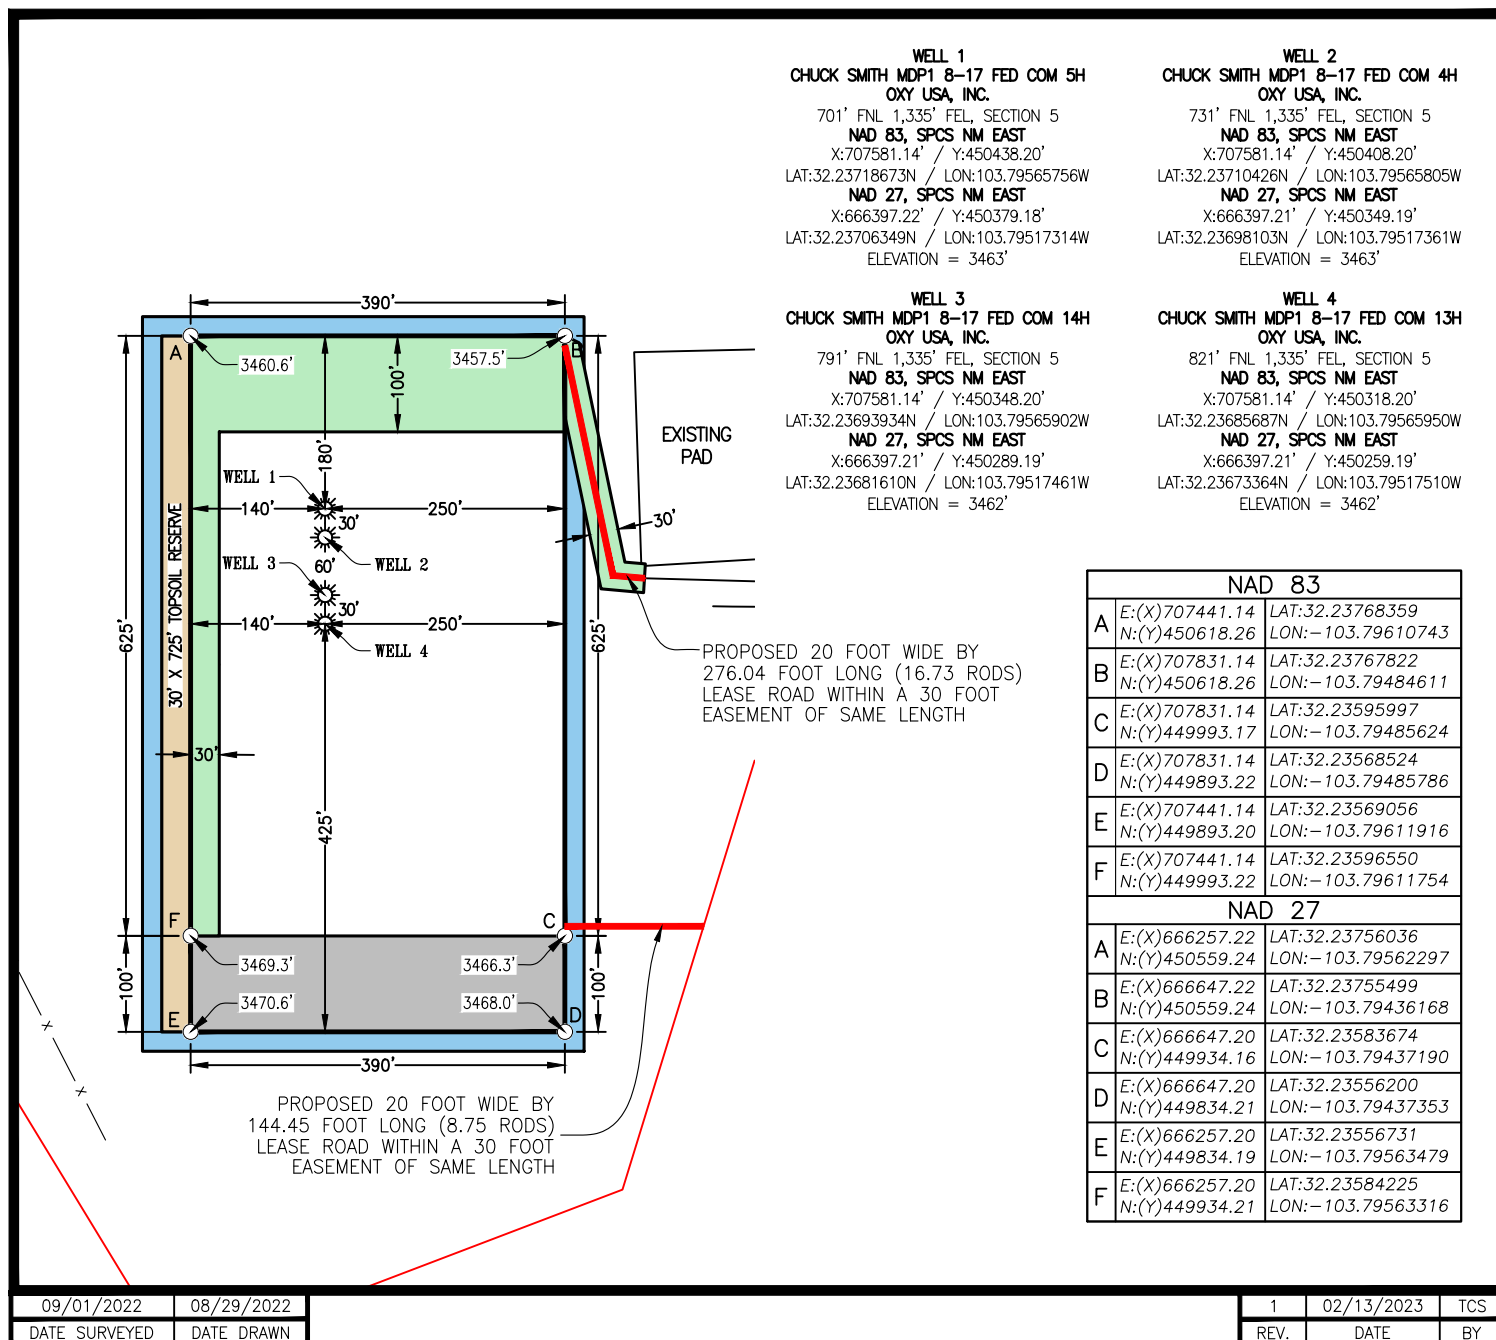 WELL 1
CHUCK SMITH MDP1 8-17 FED COM 5H
OXY USA, INC.
701' FNL 1,335' FEL, SECTION 5
NAD 83, SPCS NM EAST
X:707581.14' / Y:450438.20'
LAT:32.23718673N / LON:103.79565756W
NAD 27, SPCS NM EAST
X:666397.22' / Y:450379.18'
LAT:32.23706349N / LON:103.79517314W
ELEVATION = 3463'
WELL 2
CHUCK SMITH MDP1 8-17 FED COM 4H
OXY USA, INC.
731' FNL 1,335' FEL, SECTION 5
NAD 83, SPCS NM EAST
X:707581.14' / Y:450408.20'
LAT:32.23710426N / LON:103.79565805W
NAD 27, SPCS NM EAST
X:666397.21' / Y:450349.19'
LAT:32.23698103N / LON:103.79517361W
ELEVATION = 3463'
WELL 3
CHUCK SMITH MDP1 8-17 FED COM 14H
OXY USA, INC.
791' FNL 1,335' FEL, SECTION 5
NAD 83, SPCS NM EAST
X:707581.14' / Y:450348.20'
LAT:32.23693934N / LON:103.79565902W
NAD 27, SPCS NM EAST
X:666397.21' / Y:450289.19'
LAT:32.23681610N / LON:103.79517461W
ELEVATION = 3462'
WELL 4
CHUCK SMITH MDP1 8-17 FED COM 13H
OXY USA, INC.
821' FNL 1,335' FEL, SECTION 5
NAD 83, SPCS NM EAST
X:707581.14' / Y:450318.20'
LAT:32.23685687N / LON:103.79565950W
NAD 27, SPCS NM EAST
X:666397.21' / Y:450259.19'
LAT:32.23673364N / LON:103.79517510W
ELEVATION = 3462'
390'
A
B
3460.6'
3457.5'
100'
180'
EXISTING
PAD
WELL 1
140'
250'
30'
30'
WELL 2
WELL 3
60'
30'
140'
250'
WELL 4
625'
625'
30' X 725' TOPSOIL RESERVE
PROPOSED 20 FOOT WIDE BY
276.04 FOOT LONG (16.73 RODS)
LEASE ROAD WITHIN A 30 FOOT
EASEMENT OF SAME LENGTH
30'
425'
F
C
3469.3'
3466.3'
100'
100'
3470.6'
3468.0'
E
D
390'
X
X
PROPOSED 20 FOOT WIDE BY
144.45 FOOT LONG (8.75 RODS)
LEASE ROAD WITHIN A 30 FOOT
EASEMENT OF SAME LENGTH
NAD 83
A E:(X)707441.14 LAT:32.23768359
N:(Y)450618.26 LON:-103.79610743
B E:(X)707831.14 LAT:32.23767822
N:(Y)450618.26 LON:-103.79484611
C E:(X)707831.14 LAT:32.23595997
N:(Y)449993.17 LON:-103.79485624
D E:(X)707831.14 LAT:32.23568524
N:(Y)449893.22 LON:-103.79485786
E E:(X)707441.14 LAT:32.23569056
N:(Y)449893.20 LON:-103.79611916
F E:(X)707441.14 LAT:32.23596550
N:(Y)449993.22 LON:-103.79611754
NAD 27
A E:(X)666257.22 LAT:32.23756036
N:(Y)450559.24 LON:-103.79562297
B E:(X)666647.22 LAT:32.23755499
N:(Y)450559.24 LON:-103.79436168
C E:(X)666647.20 LAT:32.23583674
N:(Y)449934.16 LON:-103.79437190
D E:(X)666647.20 LAT:32.23556200
N:(Y)449834.21 LON:-103.79437353
E E:(X)666257.20 LAT:32.23556731
N:(Y)449834.19 LON:-103.79563479
F E:(X)666257.20 LAT:32.23584225
N:(Y)449934.21 LON:-103.79563316
09/01/2022 08/29/2022
DATE SURVEYED DATE DRAWN
1 02/13/2023 TCS
REV. DATE BY